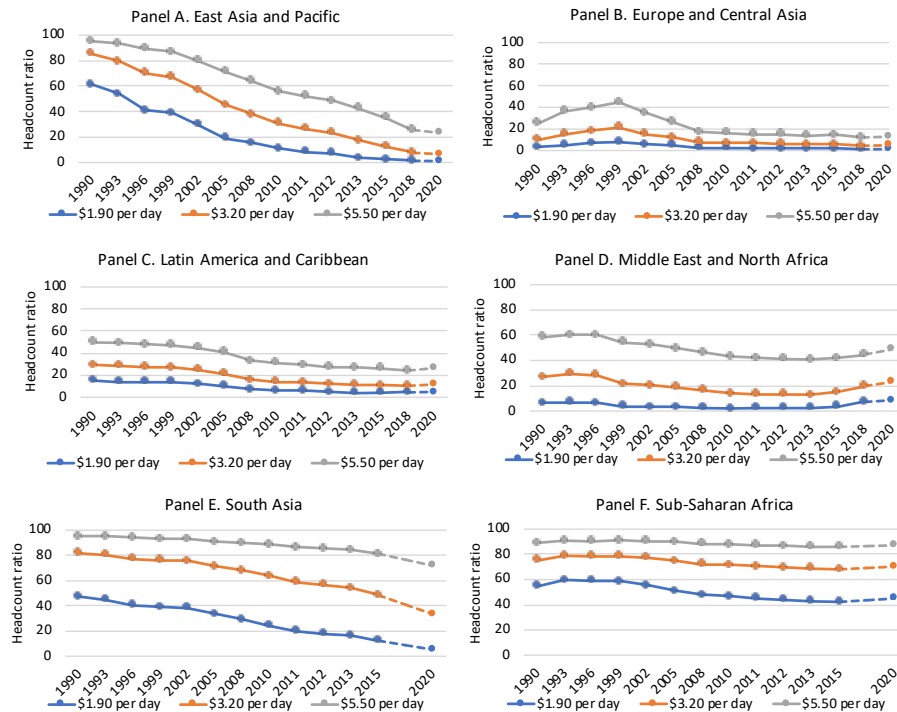 Panel A. East Asia and Pacific
Headcount ratio
100
80
60
40
20
0
1990 1993 1996 1999 2002 2005 2008 2010 2011 2012 2013 2015 2018 2020
$1.90 per day $3.20 per day $5.50 per day
Panel B. Europe and Central Asia
Headcount ratio
100
80
60
40
20
0
1990 1993 1996 1999 2002 2005 2008 2010 2011 2012 2013 2015 2018 2020
$1.90 per day $3.20 per day $5.50 per day
Panel C. Latin America and Caribbean
Headcount ratio
100
80
60
40
20
0
1990 1993 1996 1999 2002 2005 2008 2010 2011 2012 2013 2015 2018 2020
$1.90 per day $3.20 per day $5.50 per day
Panel D. Middle East and North Africa
Headcount ratio
100
80
60
40
20
0
1990 1993 1996 1999 2002 2005 2008 2010 2011 2012 2013 2015 2018 2020
$1.90 per day $3.20 per day $5.50 per day
Panel E. South Asia
Headcount ratio
100
80
60
40
20
0
1990 1993 1996 1999 2002 2005 2008 2010 2011 2012 2013 2015 2020
$1.90 per day $3.20 per day $5.50 per day
Panel F. Sub-Saharan Africa
Headcount ratio
100
80
60
40
20
0
1990 1993 1996 1999 2002 2005 2008 2010 2011 2012 2013 2015 2020
$1.90 per day $3.20 per day $5.50 per day